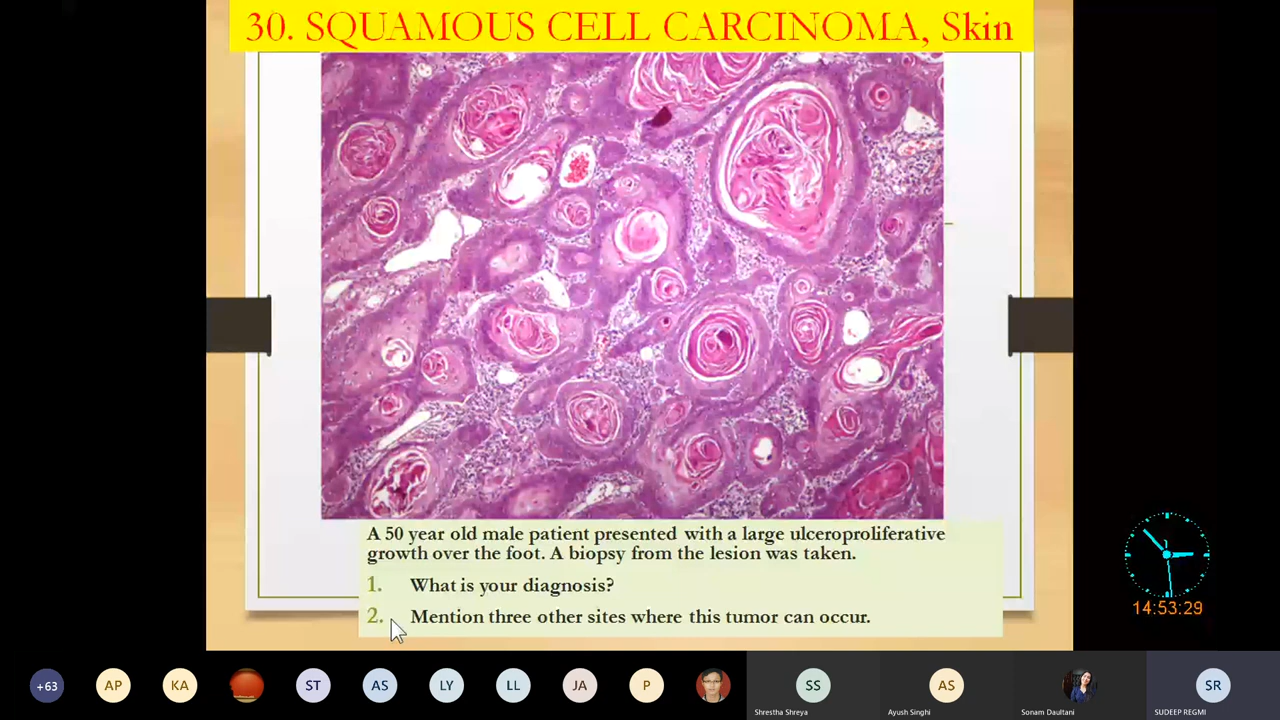 30. SQUAMOUS CELL CARCINOMA, Skin
A 50 year old male patient presented with a large ulceroproliferative
growth over the foot. A biopsy from the lesion was taken.
1. What is your diagnosis?
2. Mention three other sites where this tumor can occur.
14:53:29
+63
AP
KA
ST
AS
LY
LL
JA
P
SS
AS
SR
Shrestha Shreya
Ayush Singhi
Sonam Daultani
SUDEEP REGMI